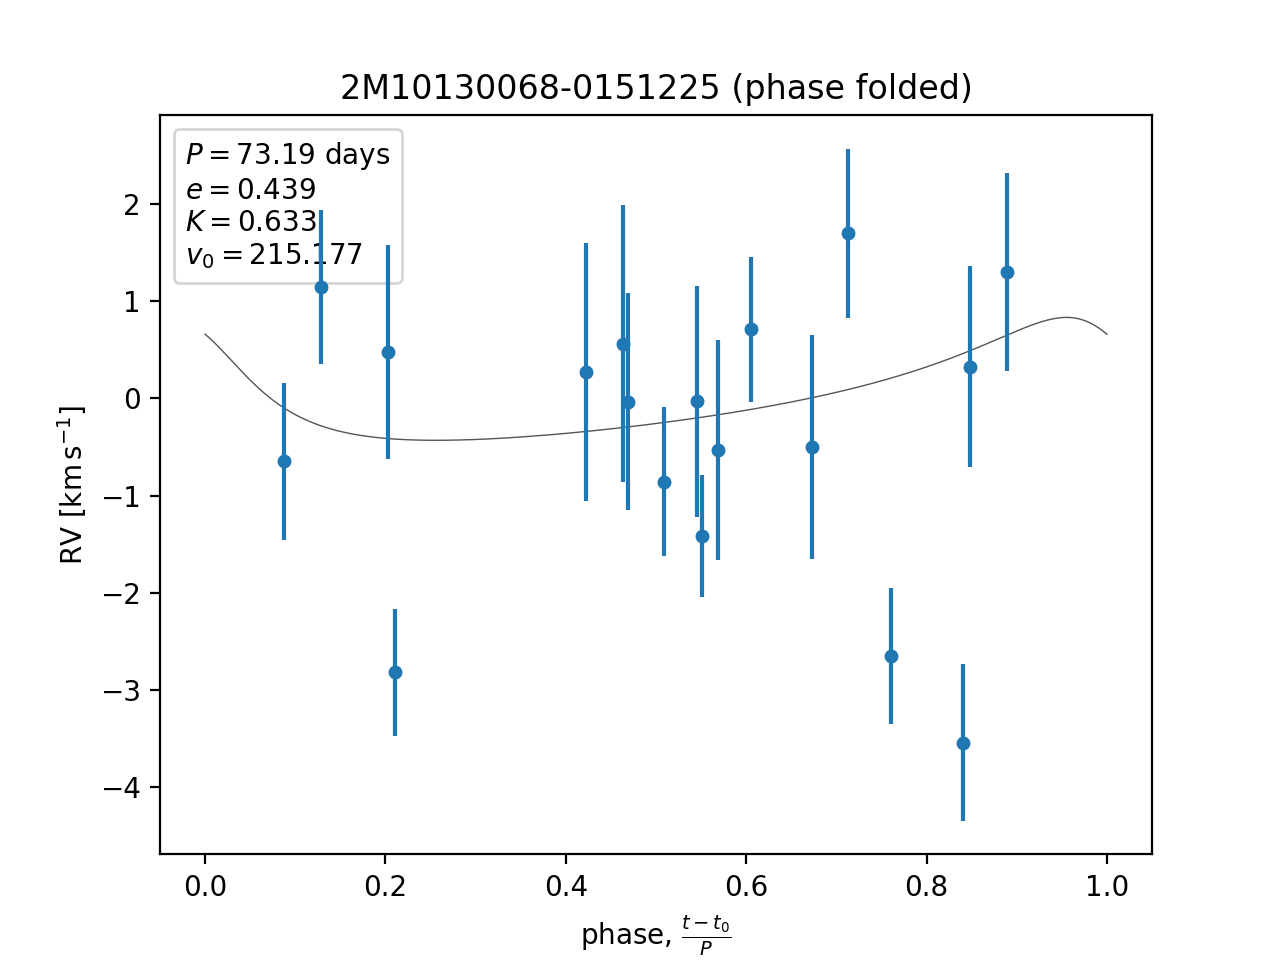 2M10130068-0151225 (phase folded)
P = 73.19 days
e = 0.439
K = 0.633
v₀ = 215.177
2
1
0
−1
−2
−3
−4
RV [km s⁻¹]
0.0 0.2 0.4 0.6 0.8 1.0
phase, (t − t₀)/P